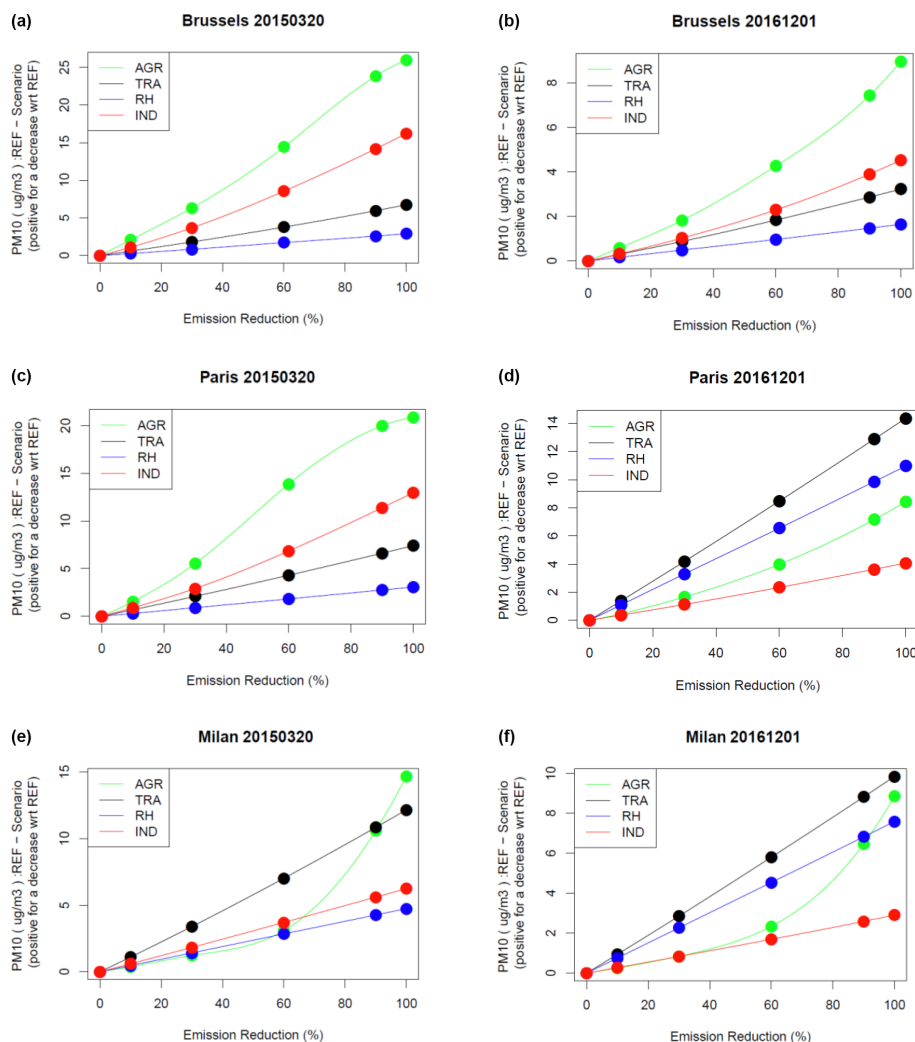 (a)
Brussels 20150320
PM10 ( ug/m3 ) :REF − Scenario
(positive for a decrease wrt REF)
0
5
10
15
20
25
AGR
TRA
RH
IND
0 20 40 60 80 100
Emission Reduction (%)
(b)
Brussels 20161201
PM10 ( ug/m3 ) :REF − Scenario
(positive for a decrease wrt REF)
0
2
4
6
8
AGR
TRA
RH
IND
0 20 40 60 80 100
Emission Reduction (%)
(c)
Paris 20150320
PM10 ( ug/m3 ) :REF − Scenario
(positive for a decrease wrt REF)
0
5
10
15
20
AGR
TRA
RH
IND
0 20 40 60 80 100
Emission Reduction (%)
(d)
Paris 20161201
PM10 ( ug/m3 ) :REF − Scenario
(positive for a decrease wrt REF)
0
2
4
6
8
10
12
14
AGR
TRA
RH
IND
0 20 40 60 80 100
Emission Reduction (%)
(e)
Milan 20150320
PM10 ( ug/m3 ) :REF − Scenario
(positive for a decrease wrt REF)
0
5
10
15
AGR
TRA
RH
IND
0 20 40 60 80 100
Emission Reduction (%)
(f)
Milan 20161201
PM10 ( ug/m3 ) :REF − Scenario
(positive for a decrease wrt REF)
0
2
4
6
8
10
AGR
TRA
RH
IND
0 20 40 60 80 100
Emission Reduction (%)